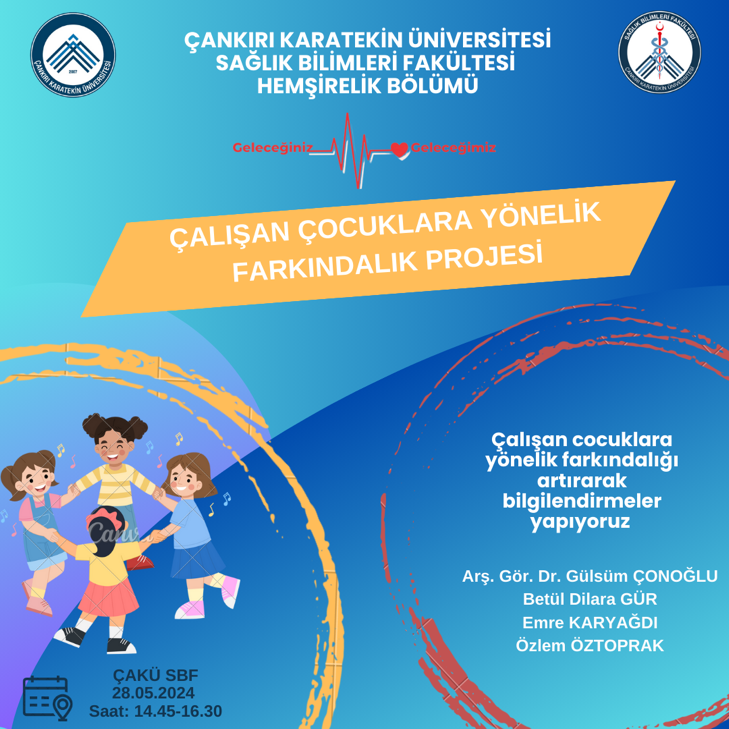 ÇANKIRI KARATEKİN ÜNİVERSİTESİ
SAĞLIK BİLİMLERİ FAKÜLTESİ
HEMŞİRELİK BÖLÜMÜ
ÇANKIRI KARATEKİN ÜNİVERSİTESİ
2007
SAĞLIK BİLİMLERİ FAKÜLTESİ
ÇANKIRI KARATEKİN ÜNİVERSİTESİ
Geleceğiniz Geleceğimiz
ÇALIŞAN ÇOCUKLARA YÖNELİK
FARKINDALIK PROJESİ
Çalışan cocuklara
yönelik farkındalığı
artırarak
bilgilendirmeler
yapıyoruz
Canva
Arş. Gör. Dr. Gülsüm ÇONOĞLU
Betül Dilara GÜR
Emre KARYAĞDI
Özlem ÖZTOPRAK
ÇAKÜ SBF
28.05.2024
Saat: 14.45-16.30